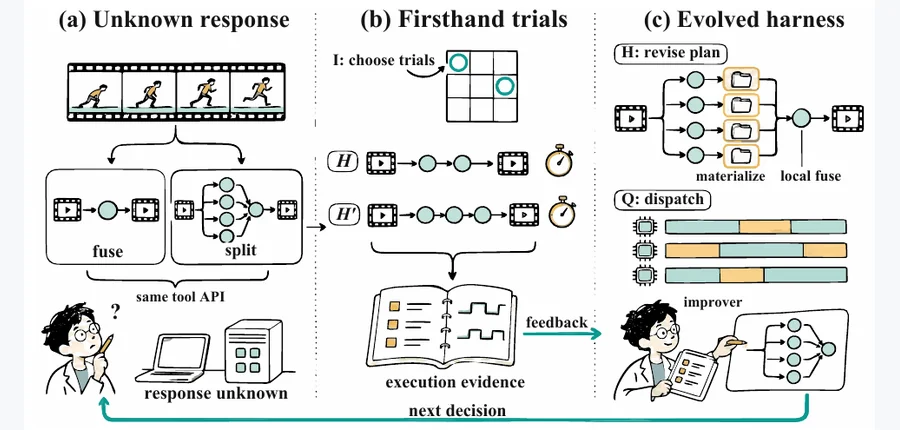 (a) Unknown response
fuse
split
same tool API
?
response unknown
(b) Firsthand trials
I: choose trials
H
H′
execution evidence
feedback
next decision
(c) Evolved harness
H: revise plan
materialize
local fuse
Q: dispatch
improver